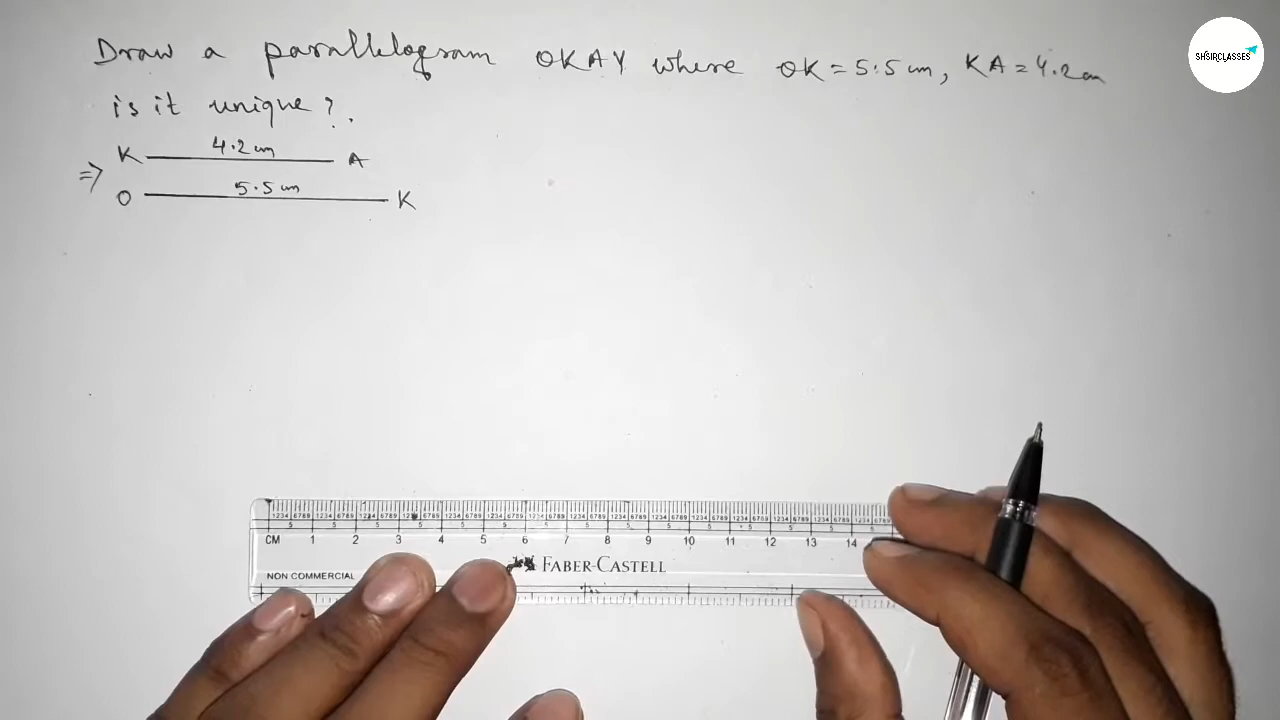 Draw a parallelogram OKAY where OK = 5.5 cm, KA = 4.2 cm
is it unique?.
K 4.2 cm A
⇒
O 5.5 cm K
SHSIRCLASSES
CM 1 2 3 4 5 6 7 8 9 10 11 12 13 14
FABER-CASTELL
NON COMMERCIAL